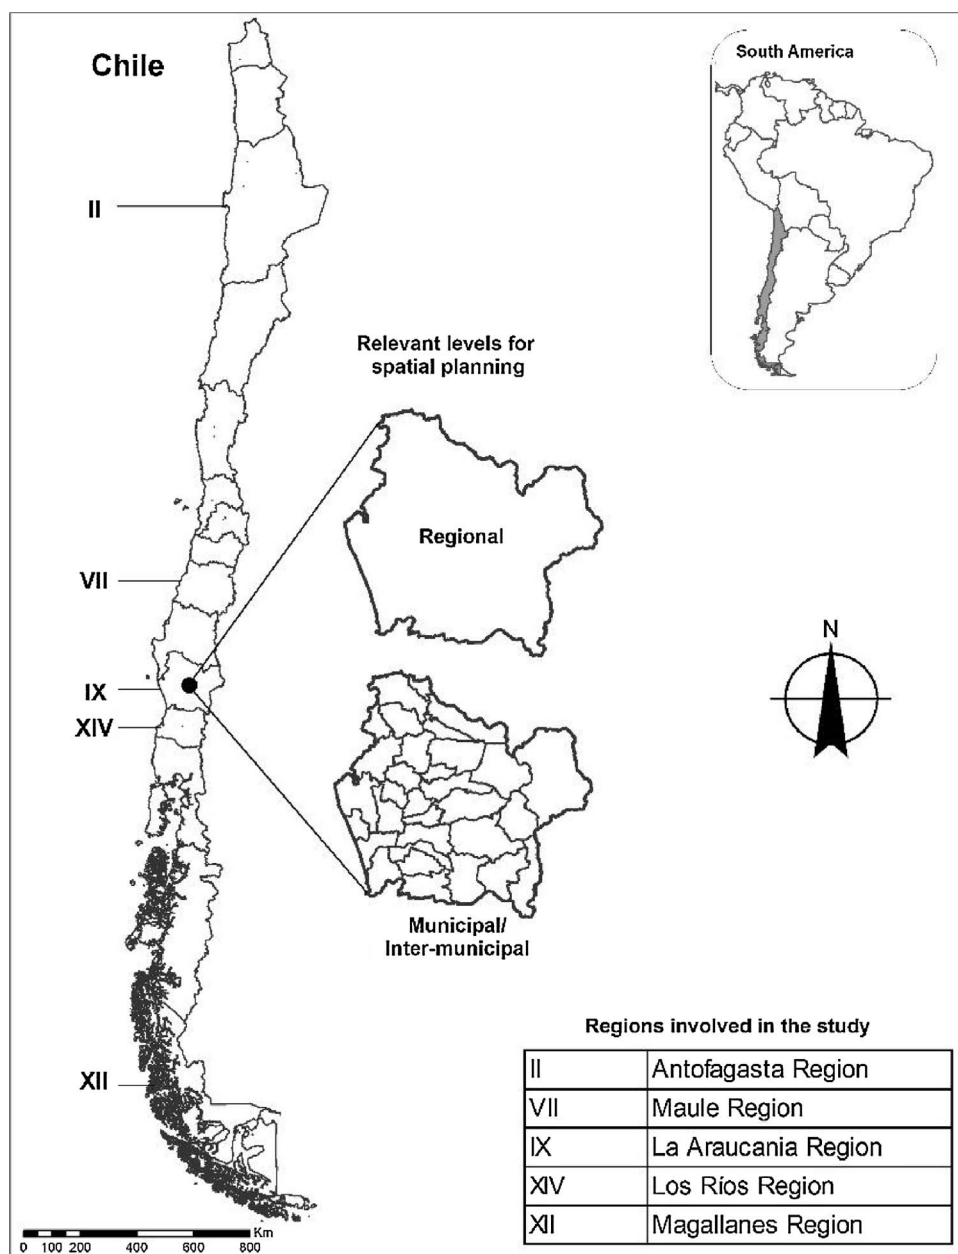 Chile
South America
II
Relevant levels for
spatial planning
Regional
VII
IX
XIV
N
Municipal/
Inter-municipal
XII
Regions involved in the study
II Antofagasta Region
VII Maule Region
IX La Araucania Region
XIV Los Ríos Region
XII Magallanes Region
Km
0 100 200 400 600 800